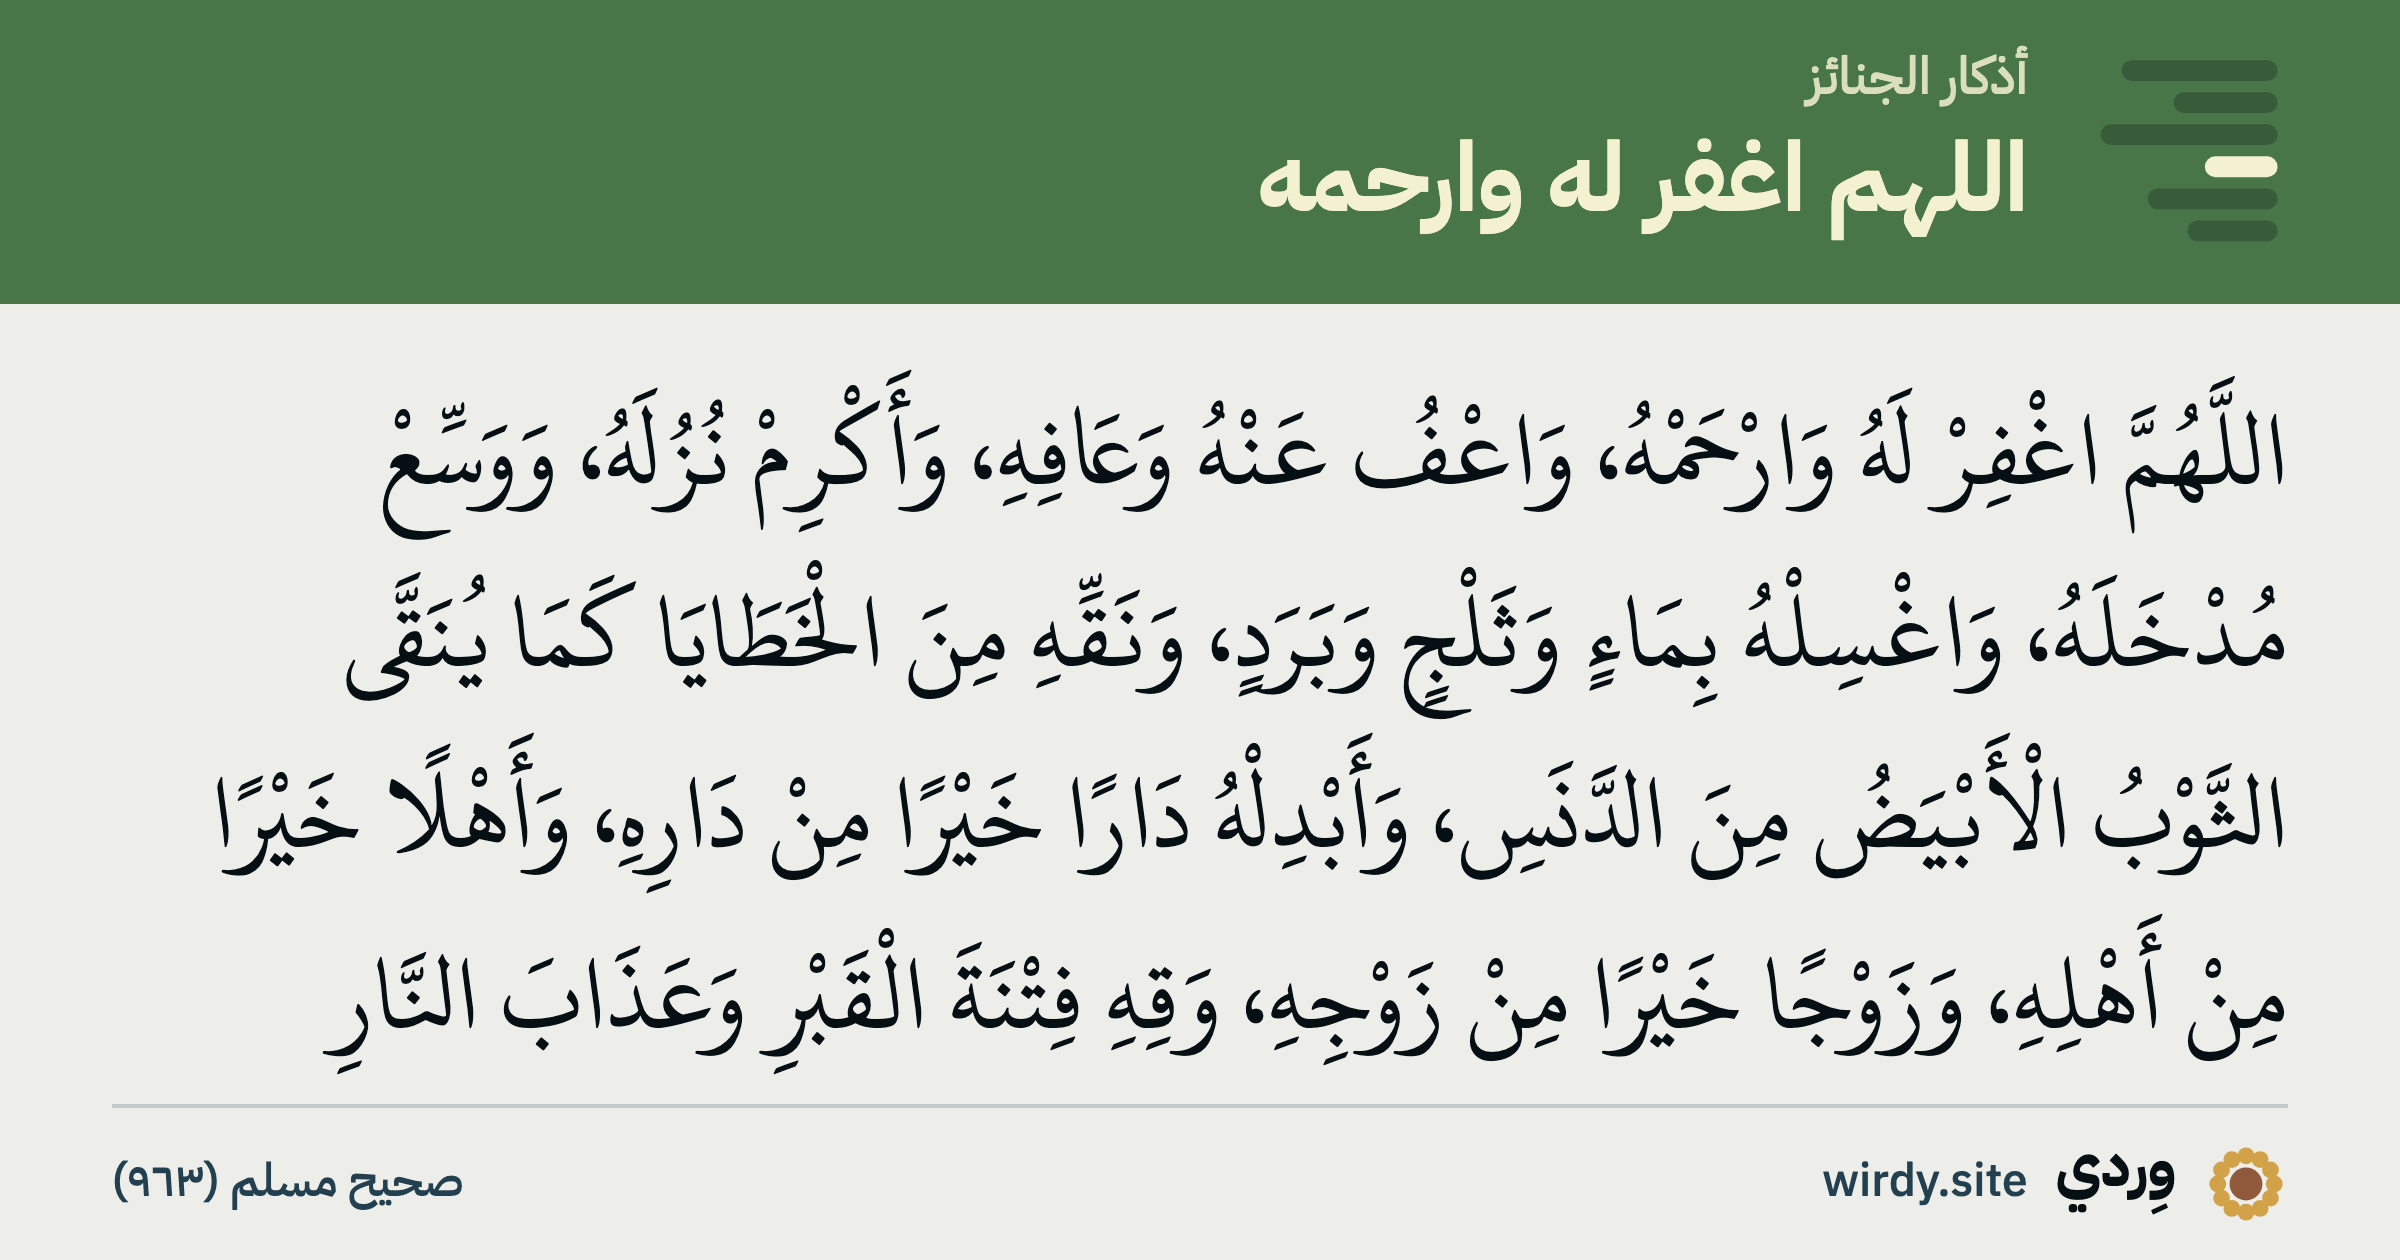 أذكار الجنائز
اللهم اغفر له وارحمه
اللَّهُمَّ اغْفِرْ لَهُ وَارْحَمْهُ، وَاعْفُ عَنْهُ وَعَافِهِ، وَأَكْرِمْ نُزُلَهُ، وَوَسِّعْ
مُدْخَلَهُ، وَاغْسِلْهُ بِمَاءٍ وَثَلْجٍ وَبَرَدٍ، وَنَقِّهِ مِنَ الْخَطَايَا كَمَا يُنَقَّى
الثَّوْبُ الْأَبْيَضُ مِنَ الدَّنَسِ، وَأَبْدِلْهُ دَارًا خَيْرًا مِنْ دَارِهِ، وَأَهْلًا خَيْرًا
مِنْ أَهْلِهِ، وَزَوْجًا خَيْرًا مِنْ زَوْجِهِ، وَقِهِ فِتْنَةَ الْقَبْرِ وَعَذَابَ النَّارِ
وِردي wirdy.site
صحيح مسلم (٩٦٣)